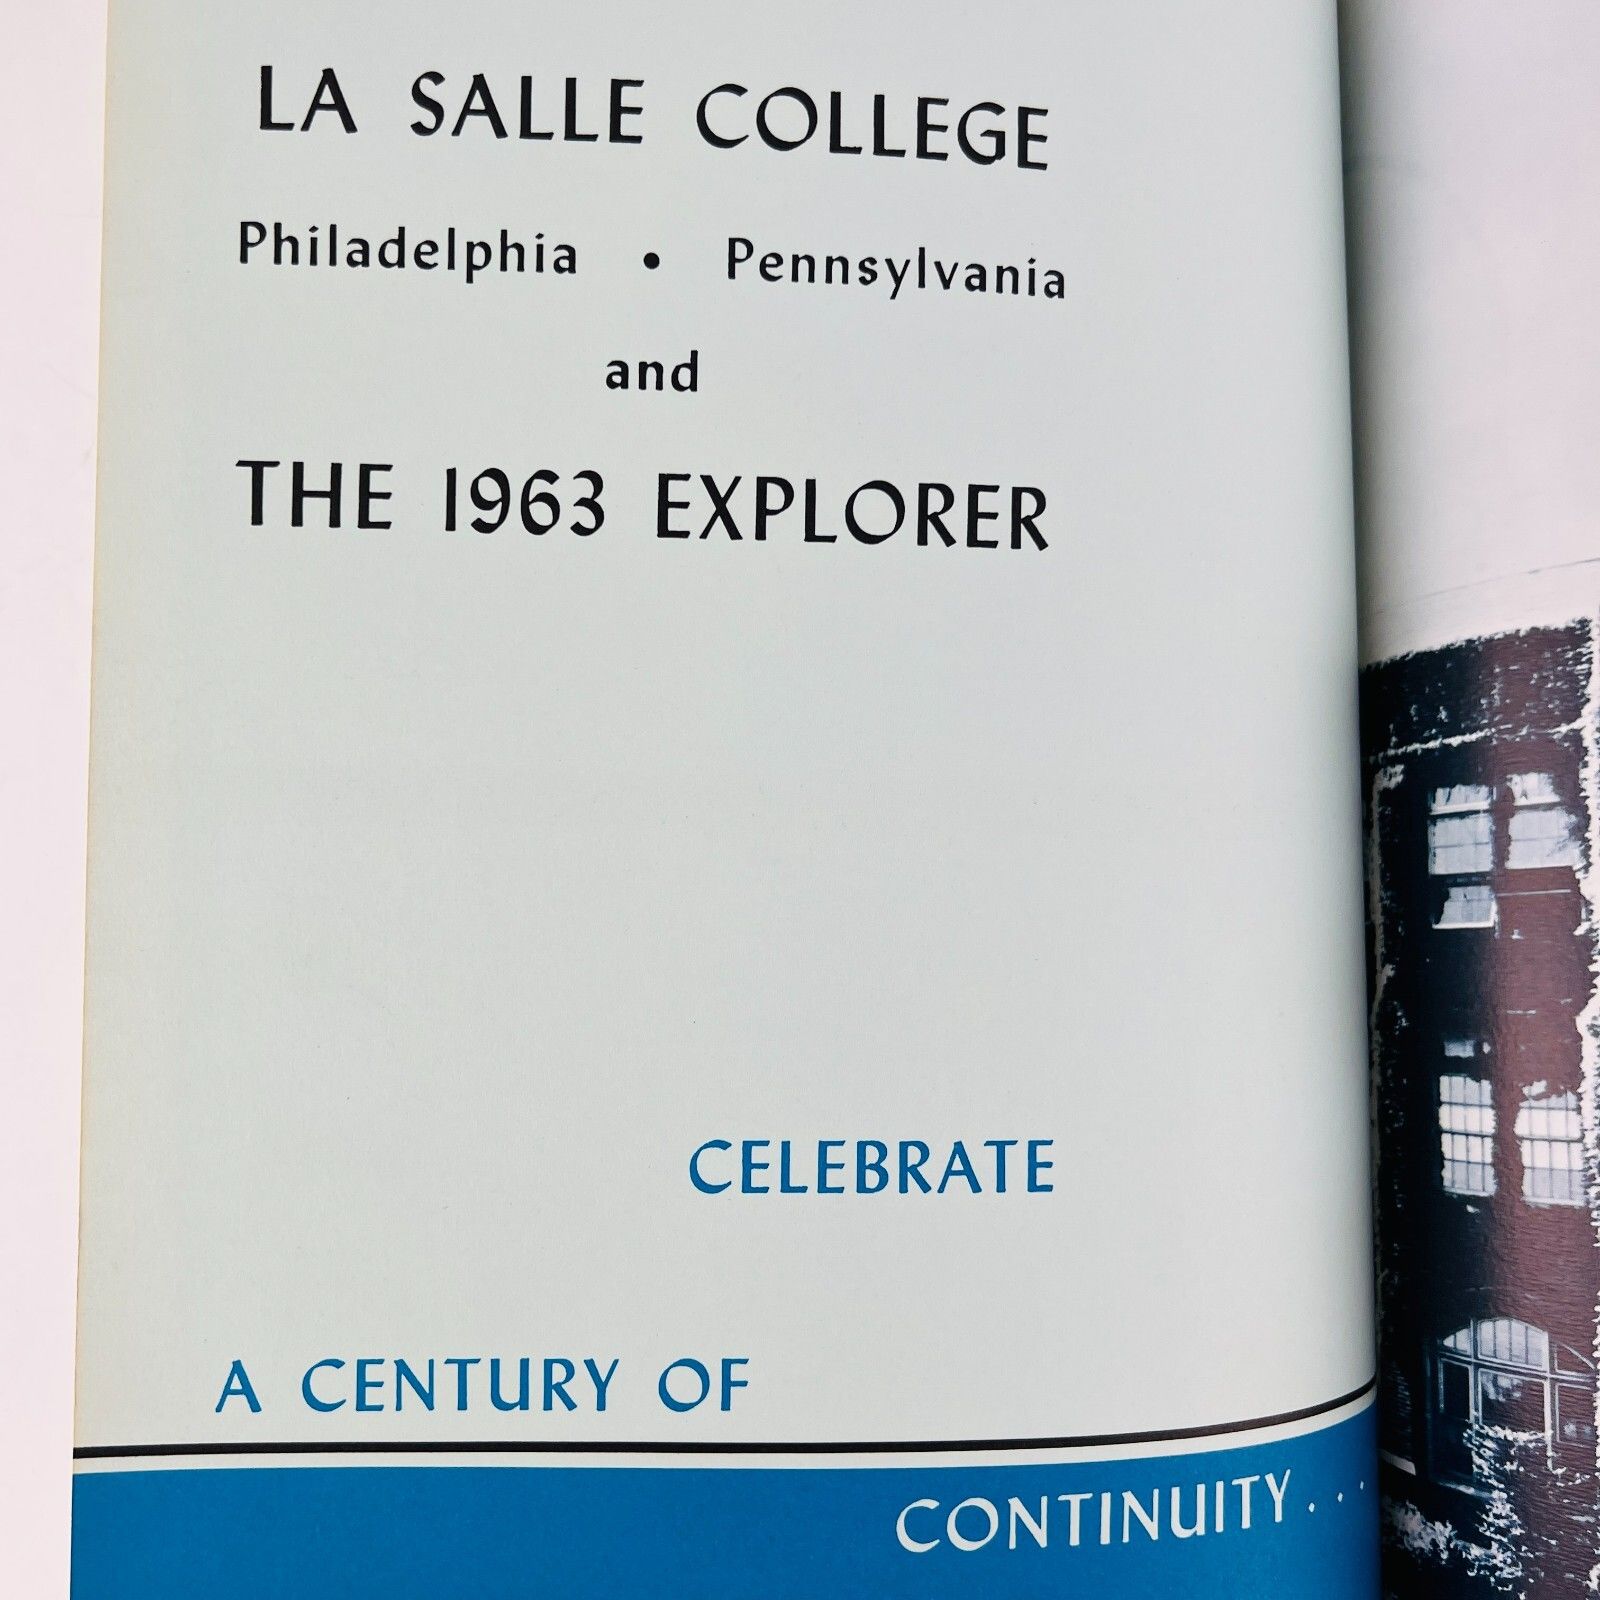 LA SALLE COLLEGE
Philadelphia • Pennsylvania
and
THE 1963 EXPLORER
CELEBRATE
A CENTURY OF
CONTINUITY . . .